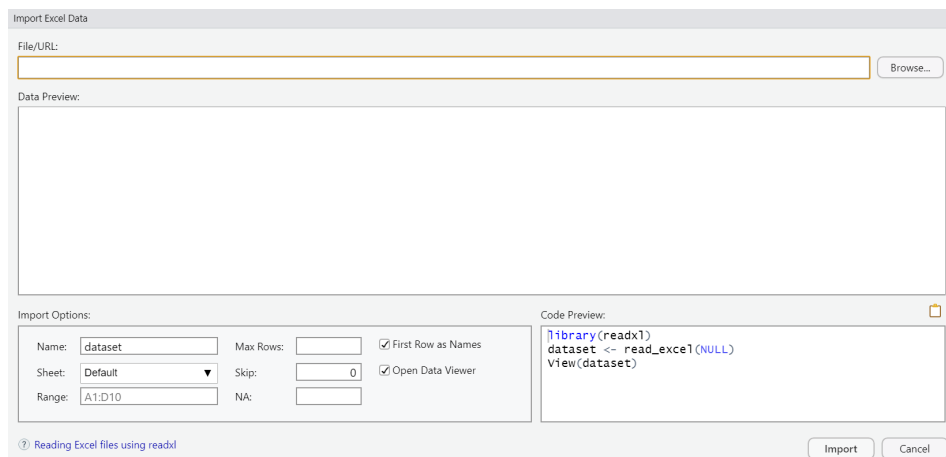 Import Excel Data
File/URL:
Browse...
Data Preview:
Import Options:
Name: dataset Max Rows: First Row as Names
Sheet: Default Skip: 0 Open Data Viewer
Range: A1:D10 NA:
Code Preview:
library(readxl)
dataset <- read_excel(NULL)
View(dataset)
? Reading Excel files using readxl
Import Cancel